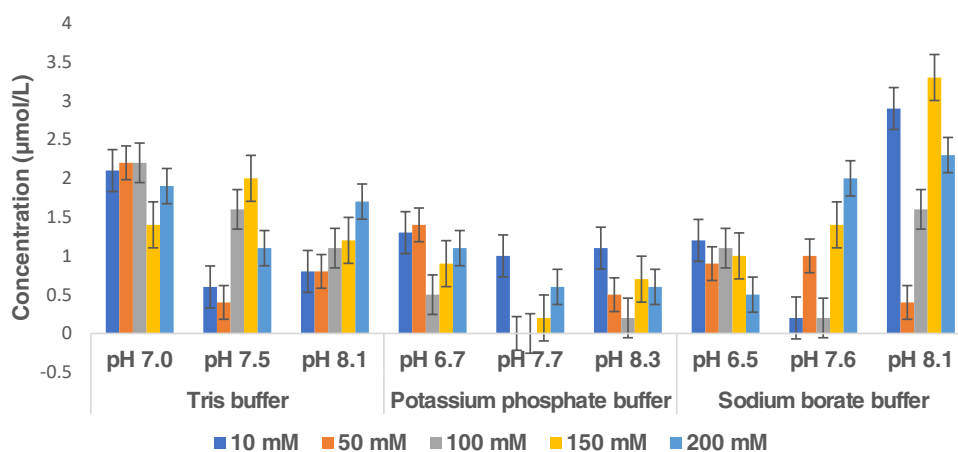 Concentration (μmol/L)
4
3.5
3
2.5
2
1.5
1
0.5
0
-0.5
pH 7.0 pH 7.5 pH 8.1 pH 6.7 pH 7.7 pH 8.3 pH 6.5 pH 7.6 pH 8.1
Tris buffer Potassium phosphate buffer Sodium borate buffer
10 mM 50 mM 100 mM 150 mM 200 mM